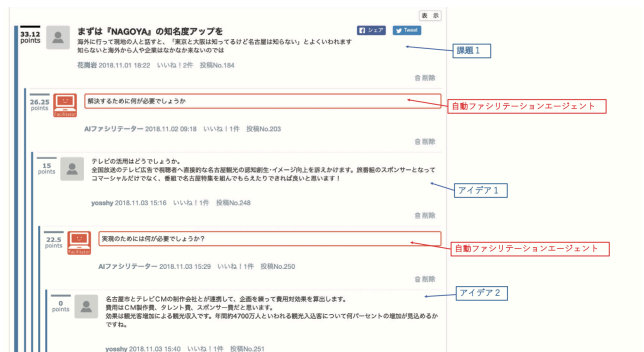 表 示
33.12
points
まずは『NAGOYA』の知名度アップを
シェア
Tweet
海外に行って現地の人と話すと、「東京と大阪は知ってるけど名古屋は知らない」とよくいわれます
知らないと海外から人や企業はなかなか来ないのでは
課題1
花潤岩 2018.11.01 18:22 いいね！2件 投稿No.184
削除
26.25
points
解決するために何が必要でしょうか
自動ファシリテーションエージェント
AIファシリテーター 2018.11.02 09:18 いいね！1件 投稿No.203
削除
15
points
テレビの活用はどうでしょう か。
全国放送のテレビ広告で視聴者へ直接的な名古屋観光の認知創生・イメージ向上を訴えかけます。旅番組のスポンサーとなって
コマーシャルだけでなく、番組で名古屋特集を組んでもらえたりできれば良いと思います！
アイデア1
yosshy 2018.11.03 15:16 いいね！1件 投稿No.248
削除
22.5
points
実現のためには何が必要でしょうか？
自動ファシリテーションエージェント
AIファシリテーター 2018.11.03 15:29 いいね！1件 投稿No.250
削除
0
points
名古屋市とテレビCMの制作会社とが連携して、企画を練って費用対効果を算出します。
費用はCM製作費、タレント費、スポンサー費だと思います。
効果は観光客増加による観光収入です。年間約4700万人といわれる観光入込客について何パーセントの増加が見込めるか
ですね。
アイデア2
yosshy 2018.11.03 15:40 いいね！1件 投稿No.251